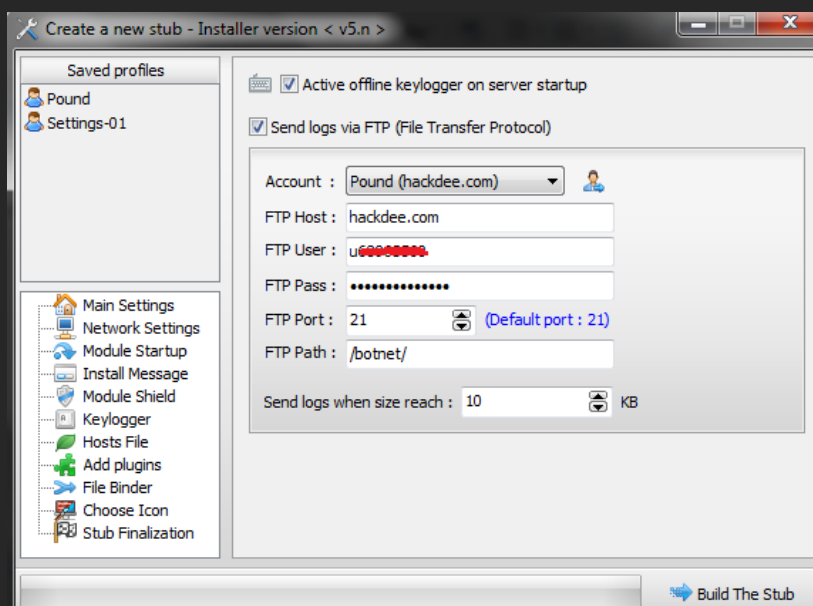 Create a new stub - Installer version < v5.n >
Saved profiles
Pound
Settings-01
Main Settings
Network Settings
Module Startup
Install Message
Module Shield
Keylogger
Hosts File
Add plugins
File Binder
Choose Icon
Stub Finalization
Active offline keylogger on server startup
Send logs via FTP (File Transfer Protocol)
Account : Pound (hackdee.com)
FTP Host : hackdee.com
FTP User :
FTP Pass : ••••••••••••••
FTP Port : 21 (Default port : 21)
FTP Path : /botnet/
Send logs when size reach : 10 KB
Build The Stub